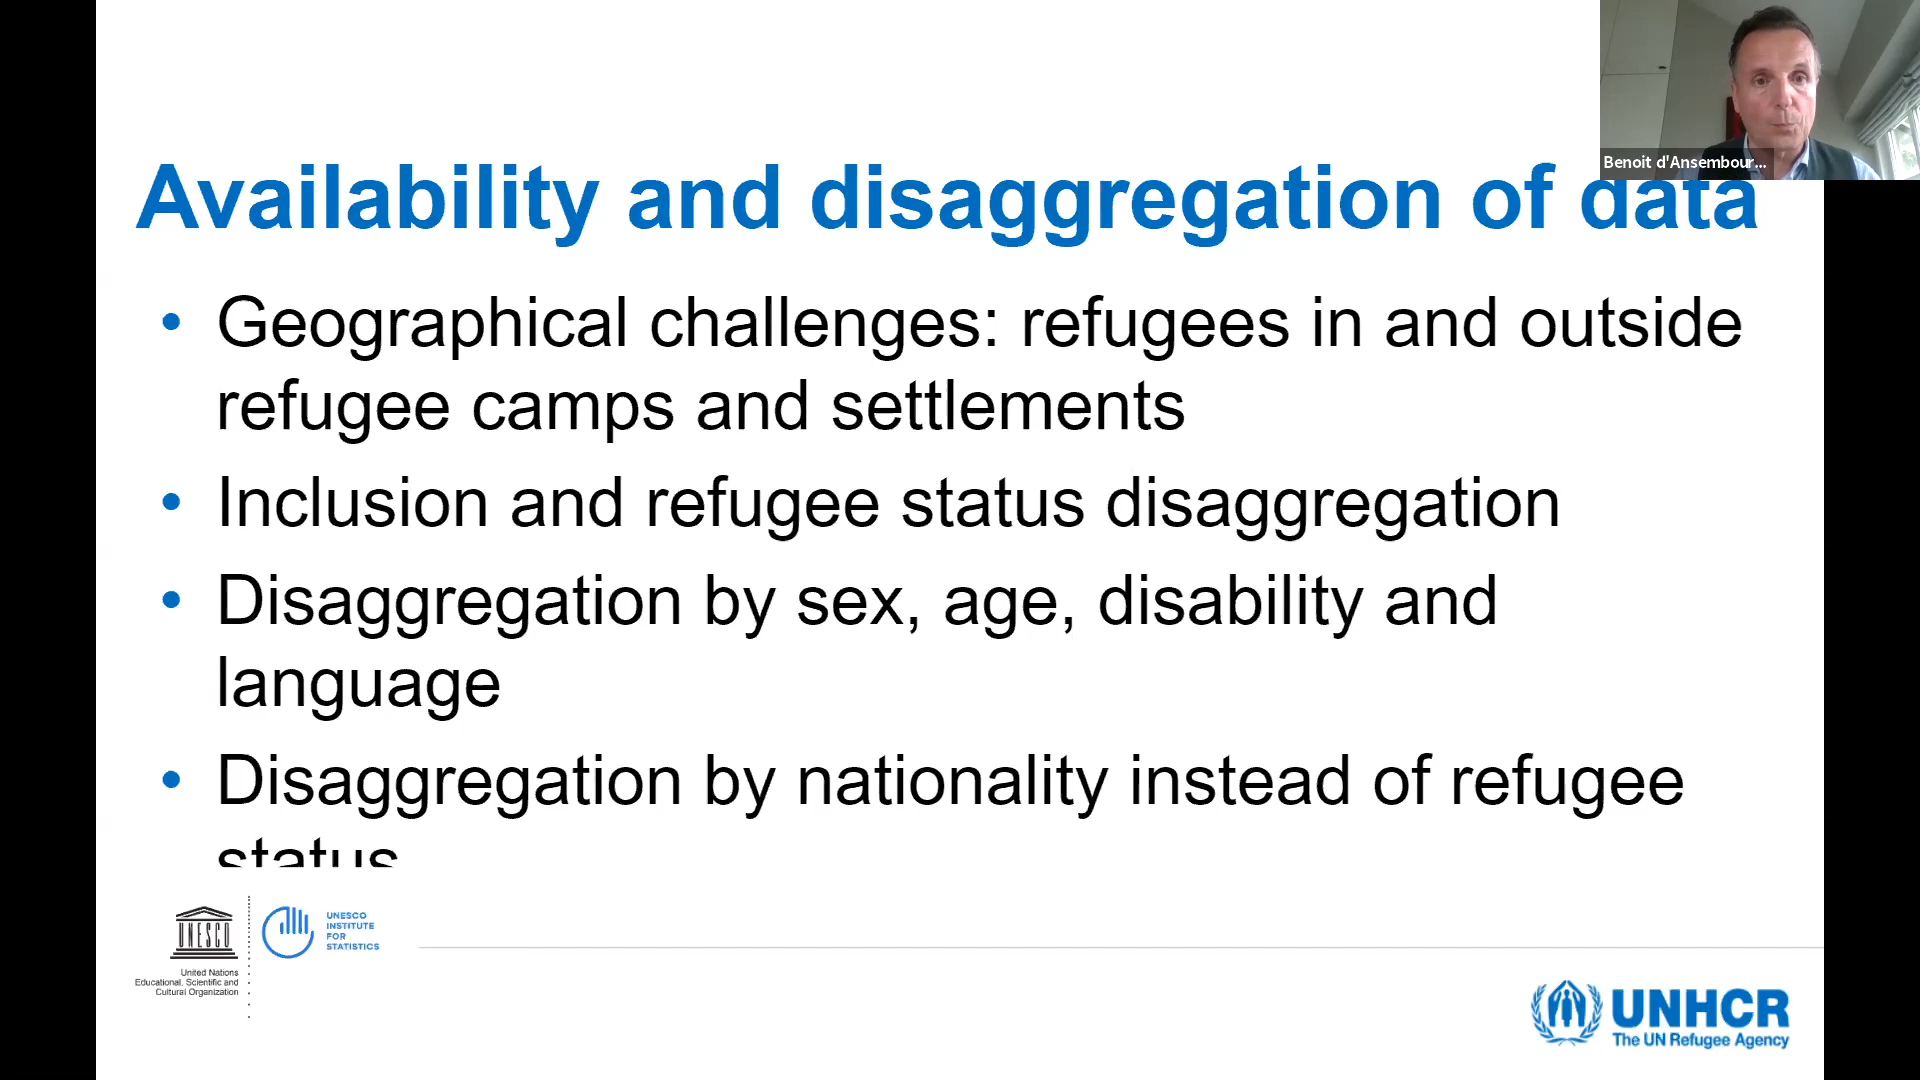 Benoit d'Ansembour...
Availability and disaggregation of data
• Geographical challenges: refugees in and outside
refugee camps and settlements
• Inclusion and refugee status disaggregation
• Disaggregation by sex, age, disability and
language
• Disaggregation by nationality instead of refugee
status
UNESCO
United Nations
Educational, Scientific and
Cultural Organization
UNESCO
INSTITUTE
FOR
STATISTICS
UNHCR
The UN Refugee Agency